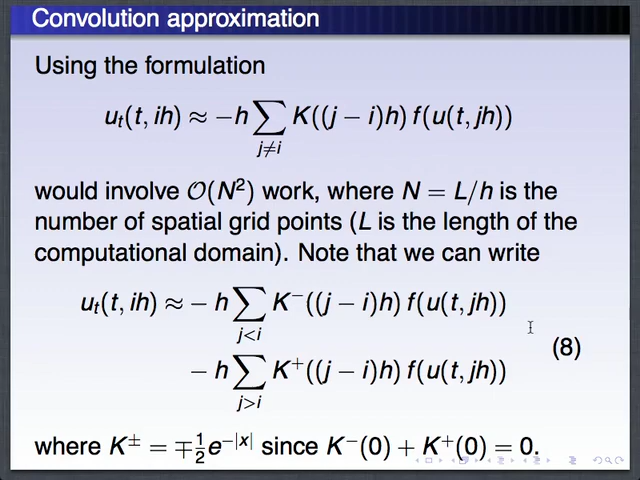 Convolution approximation
Using the formulation
uₜ(t, ih) ≈ −h ∑ K((j − i)h) f(u(t, jh))
j≠i
would involve 𝒪(N²) work, where N = L/h is the
number of spatial grid points (L is the length of the
computational domain). Note that we can write
uₜ(t, ih) ≈ − h ∑ K⁻((j − i)h) f(u(t, jh))
j<i
− h ∑ K⁺((j − i)h) f(u(t, jh))
j>i
(8)
where K± = ∓½e^−|x| since K⁻(0) + K⁺(0) = 0.